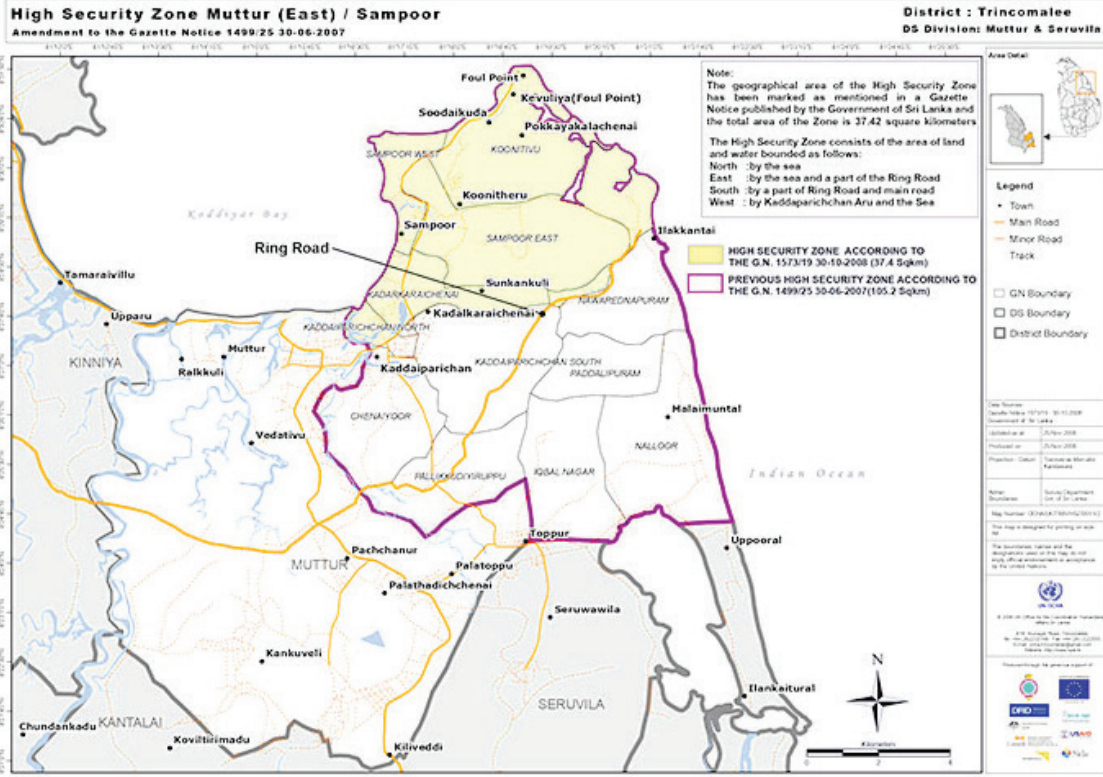 High Security Zone Muttur (East) / Sampoor
Amendment to the Gazette Notice 1499/25 30-06-2007
District : Trincomalee
DS Division: Muttur & Seruvila
Note:
The geographical area of the High Security Zone
has been marked as mentioned in a Gazette
Notice published by the Government of Sri Lanka and
the total area of the Zone is 37.42 square kilometers
The High Security Zone consists of the area of land
and water bounded as follows:
North :by the sea
East :by the sea and a part of the Ring Road
South :by a part of Ring Road and main road
West : by Kaddaparichchan Aru and the Sea
HIGH SECURITY ZONE ACCORDING TO
THE G.N. 1573/19 30-10-2008 (37.4 Sqkm)
PREVIOUS HIGH SECURITY ZONE ACCORDING TO
THE G.N. 1499/25 30-06-2007(105.2 Sqkm)
Foul Point
Kevuliya(Foul Point)
Soodaikuda
Pokkayakalachenai
SAMPOOR WEST
KOONITIVU
Koonitheru
Koddiyar Bay
Sampoor
SAMPOOR EAST
Ilakkantai
Ring Road
Tamaraivillu
Sunkankuli
KADARKARAICHENAI
NAWAREDNAPURAM
Upparu
Kadalkaraichenai
KADDAIPARICHCHAN NORTH
KINNIYA
Muttur
Ralkkuli
Kaddaiparichan
KADDAIPARICHCHAN SOUTH
PADDALIPURAM
CHENAIYOOR
Malaimuntal
Vedativu
NALLOOR
PALLIKKUDIYIRUPPU
IQBAL NAGAR
Indian Ocean
Toppur
Uppooral
Pachchanur
MUTTUR
Palatoppu
Palathadichchenai
Seruwawila
Kankuveli
Ilankaitural
SERUVILA
KANTALAI
Chundankadu
Koviltirimadu
Kiliveddi
N
Kilometers
0 2 4
Area Detail
Legend
Town
Main Road
Minor Road
Track
GN Boundary
DS Boundary
District Boundary